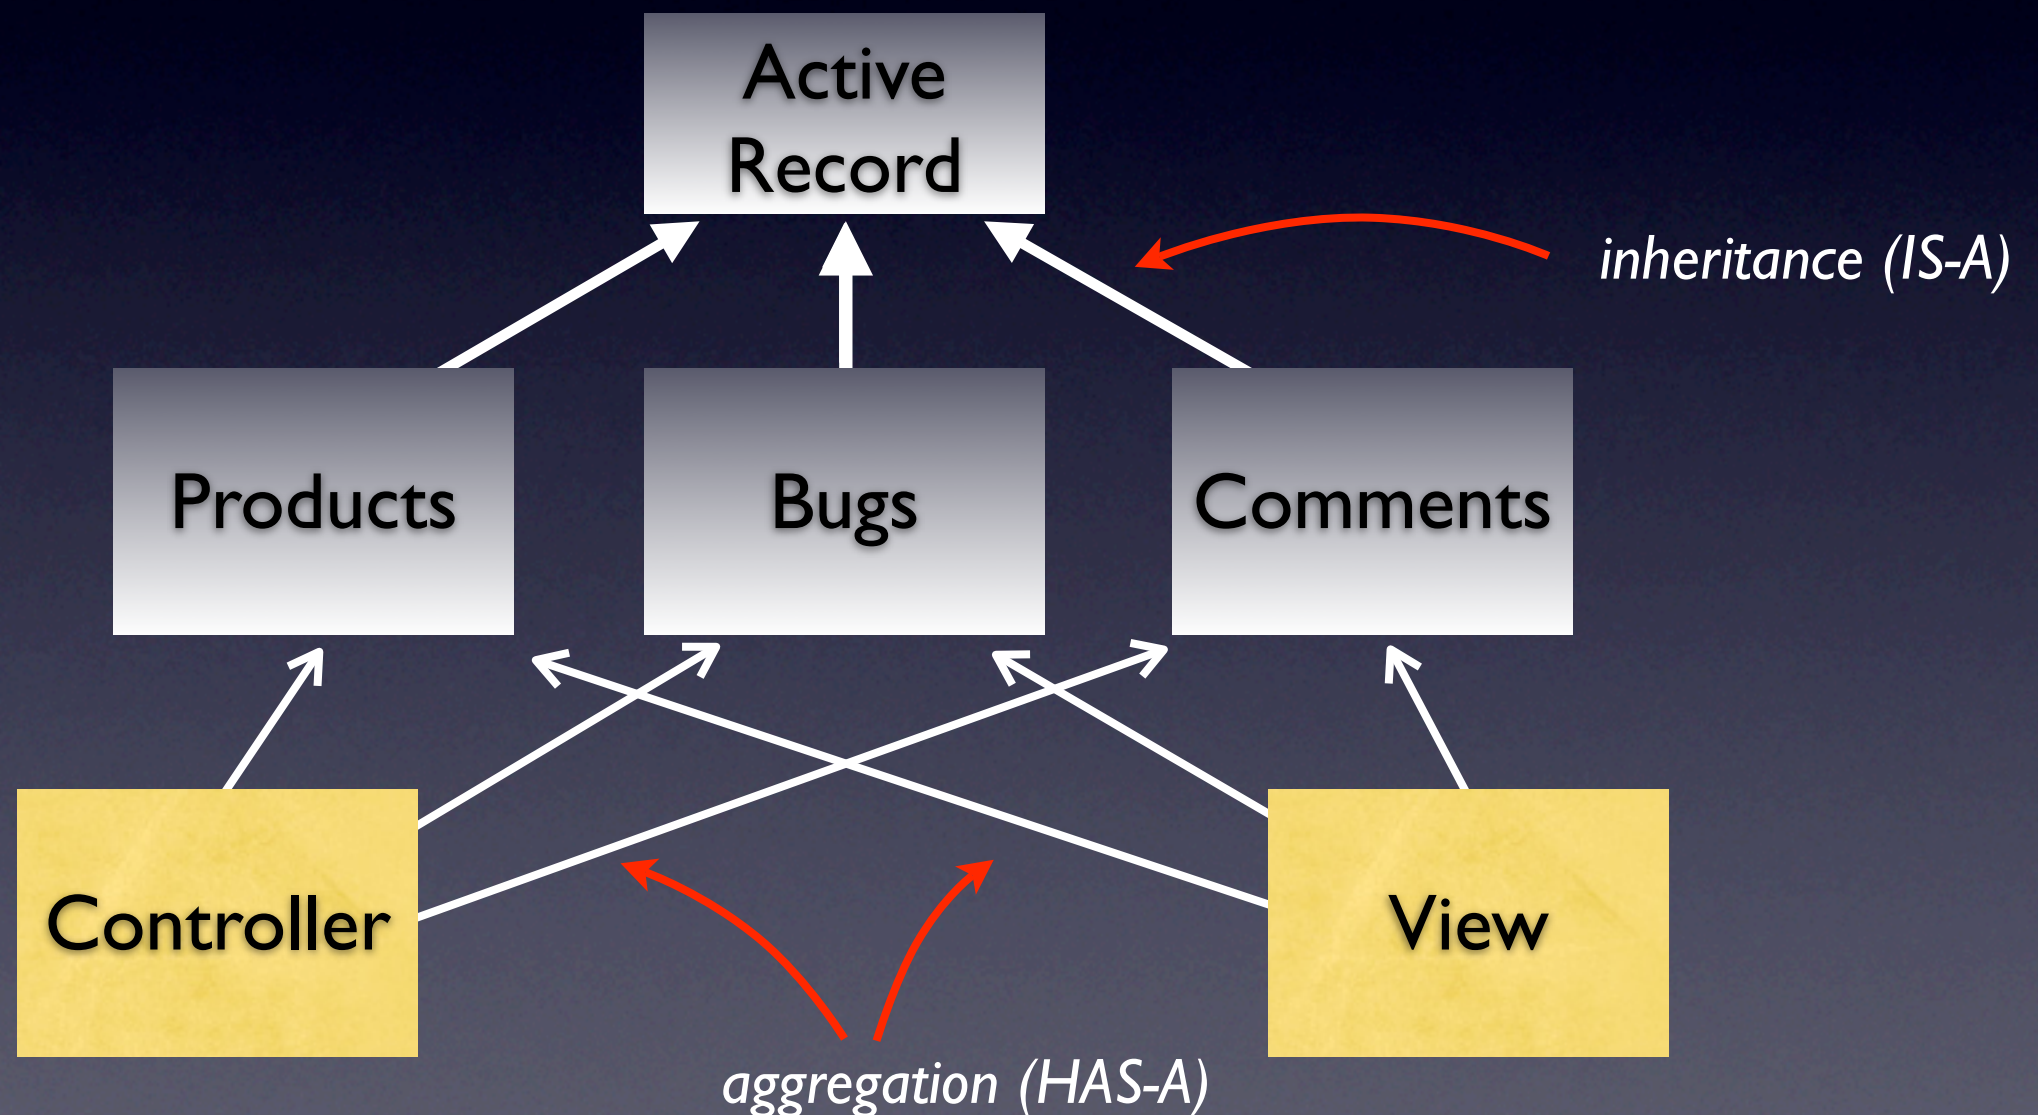 Active
Record
inheritance (IS-A)
Products
Bugs
Comments
Controller
View
aggregation (HAS-A)